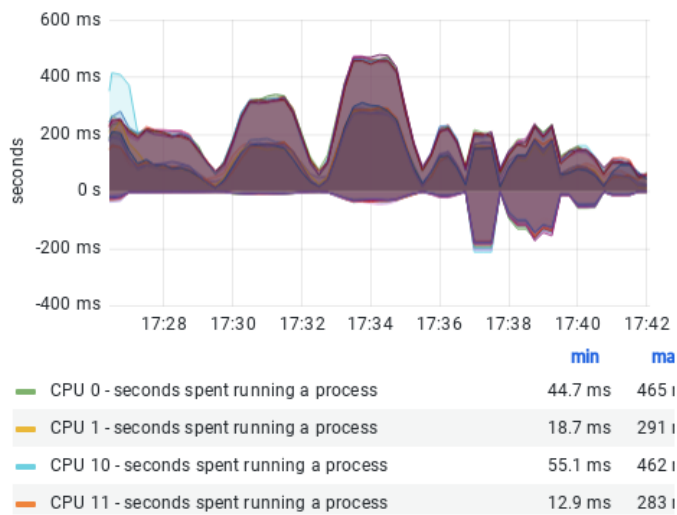 600 ms
400 ms
200 ms
0 s
-200 ms
-400 ms
seconds
17:28 17:30 17:32 17:34 17:36 17:38 17:40 17:42
min ma
CPU 0 - seconds spent running a process 44.7 ms 465
CPU 1 - seconds spent running a process 18.7 ms 291
CPU 10 - seconds spent running a process 55.1 ms 462
CPU 11 - seconds spent running a process 12.9 ms 283